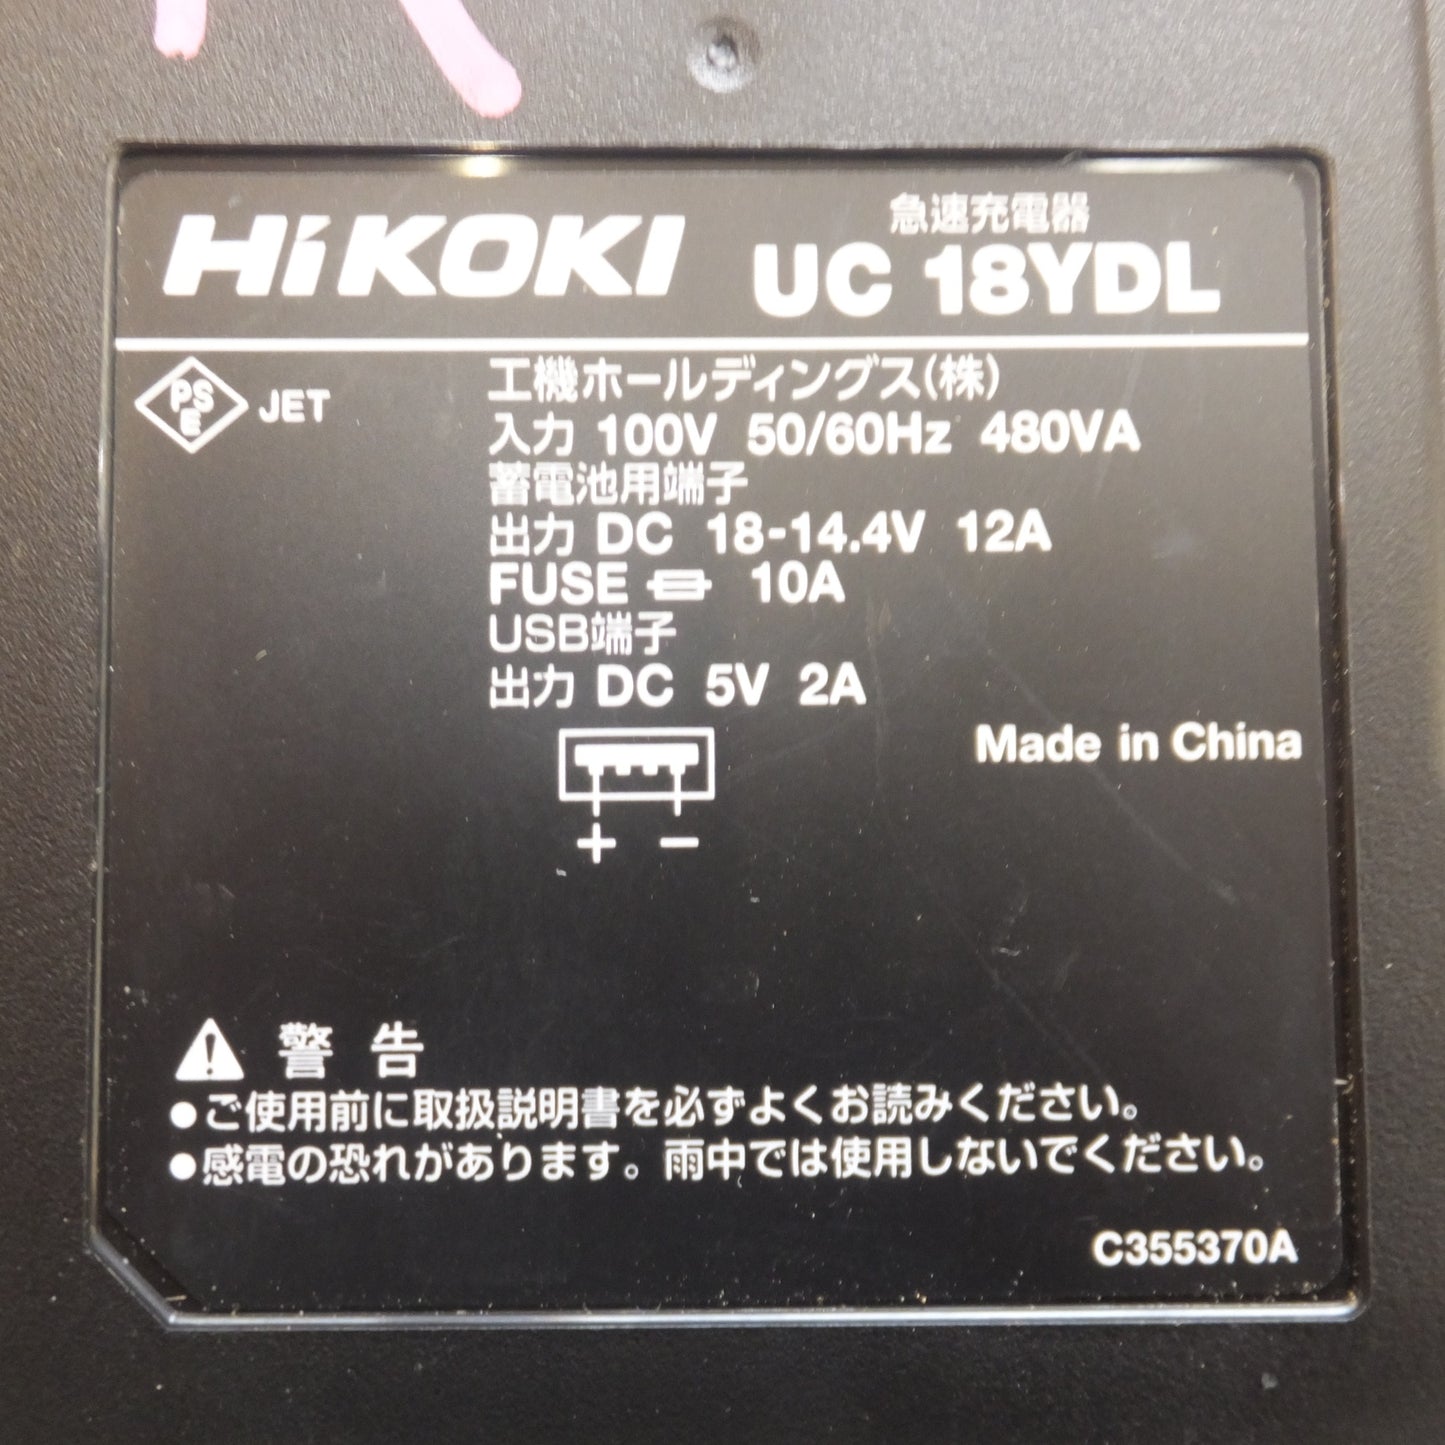 HiKOKI
急速充電器
UC 18YDL
PSE JET
工機ホールディングス(株)
入力 100V 50/60Hz 480VA
蓄電池用端子
出力 DC 18-14.4V 12A
FUSE 10A
USB端子
出力 DC 5V 2A
Made in China
+ −
警告
●ご使用前に取扱説明書を必ずよくお読みください。
●感電の恐れがあります。雨中では使用しないでください。
C355370A